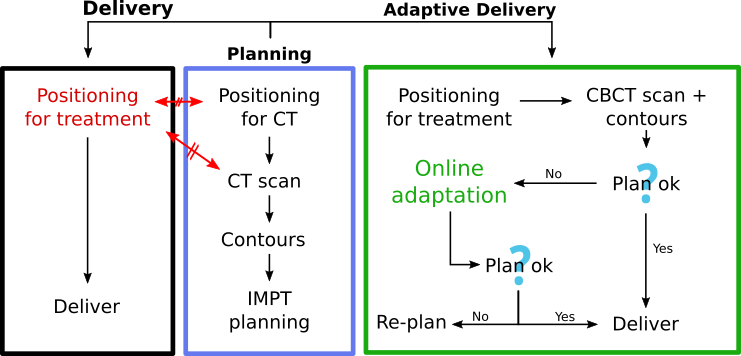 Delivery
Adaptive Delivery
Planning
Positioning
for treatment
Deliver
Positioning
for CT
CT scan
Contours
IMPT
planning
Positioning
for treatment
CBCT scan +
contours
?
Plan ok
No
Yes
Online
adaptation
?
Plan ok
No
Yes
Re-plan
Deliver